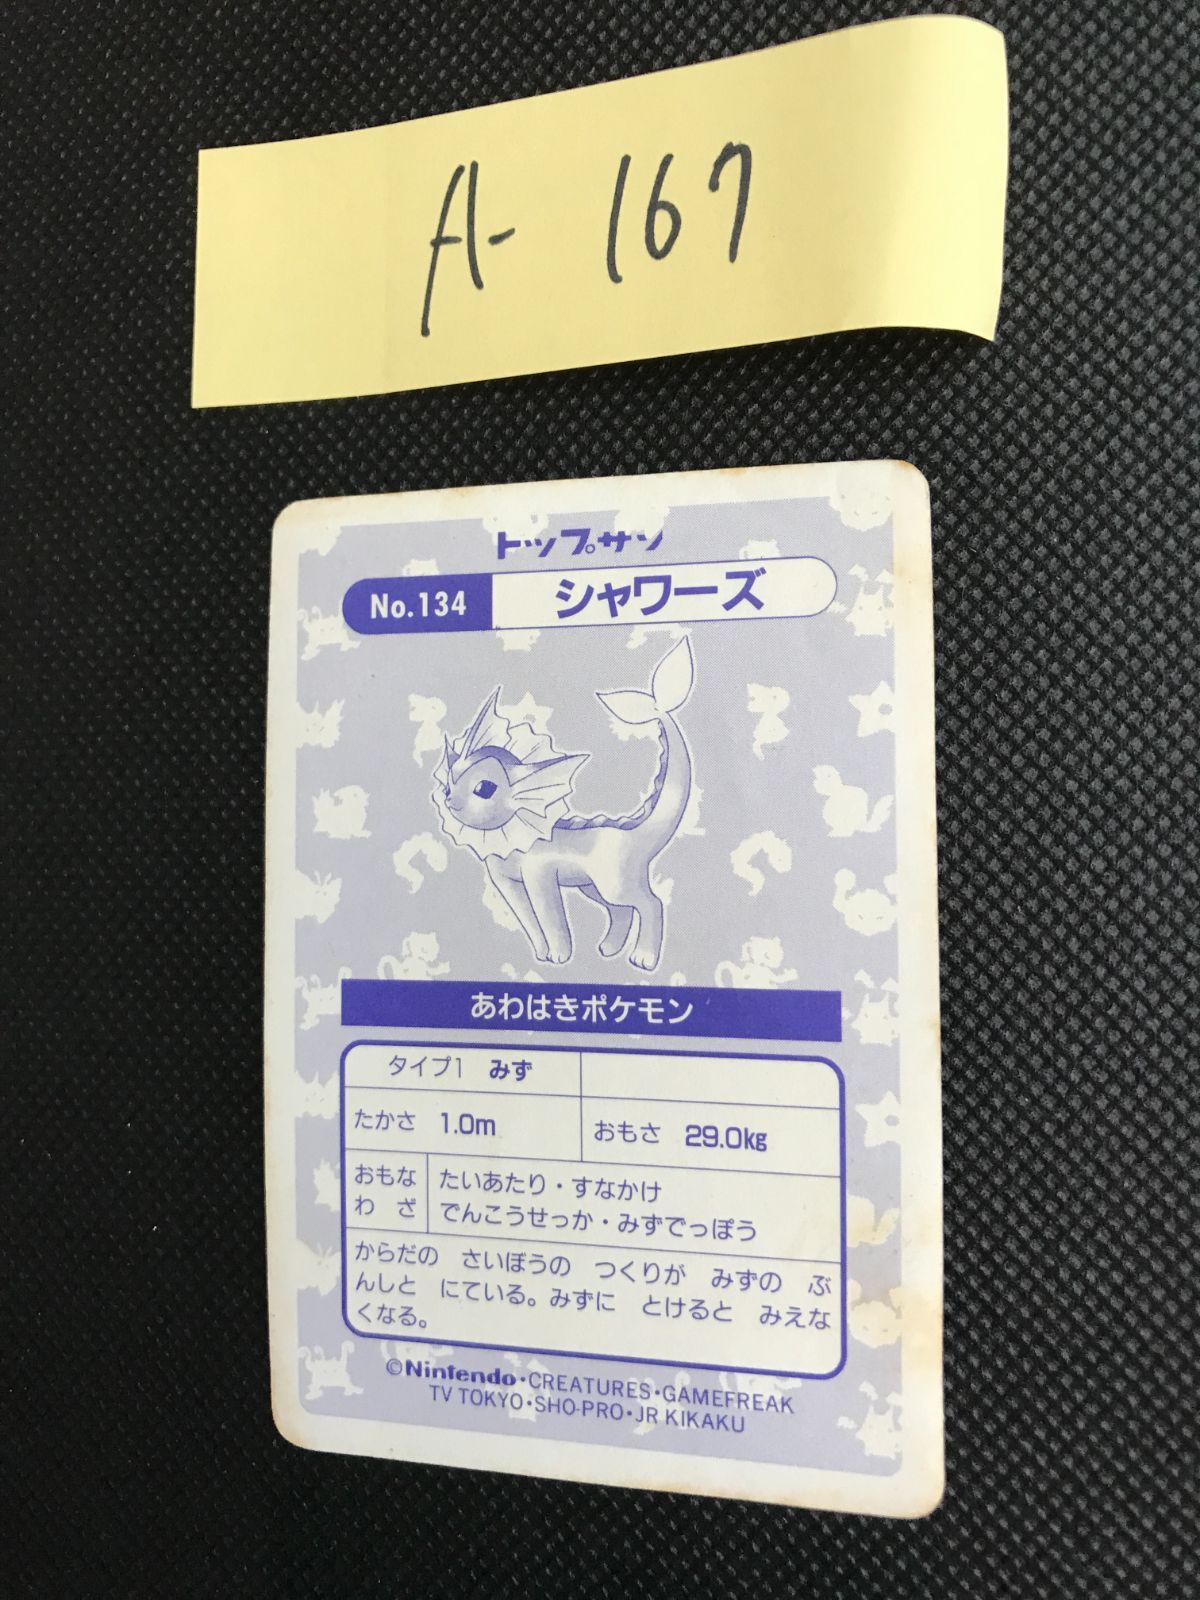 A-167
トップサン
No.134 シャワーズ
あわはきポケモン
タイプ1 みず
たかさ 1.0m おもさ 29.0kg
おもな たいあたり・すなかけ
わ ざ でんこうせっか・みずでっぽう
からだの さいぼうの つくりが みずの ぶ
んしと にている。みずに とけると みえな
くなる。
©Nintendo・CREATURES・GAMEFREAK
TV TOKYO・SHO-PRO・JR KIKAKU